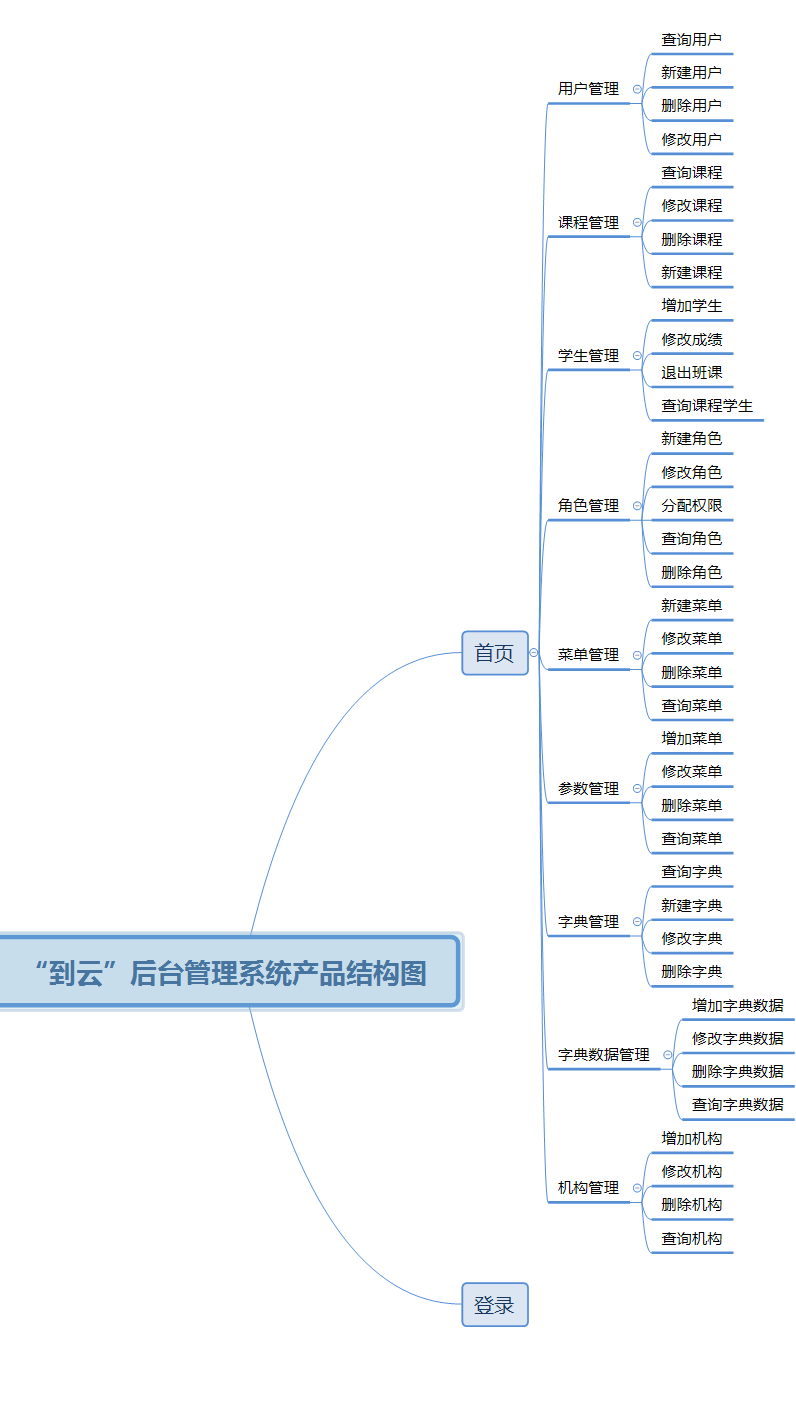 “到云”后台管理系统产品结构图
首页
用户管理
查询用户
新建用户
删除用户
修改用户
课程管理
查询课程
修改课程
删除课程
新建课程
学生管理
增加学生
修改成绩
退出班课
查询课程学生
角色管理
新建角色
修改角色
分配权限
查询角色
删除角色
菜单管理
新建菜单
修改菜单
删除菜单
查询菜单
参数管理
增加菜单
修改菜单
删除菜单
查询菜单
字典管理
查询字典
新建字典
修改字典
删除字典
字典数据管理
增加字典数据
修改字典数据
删除字典数据
查询字典数据
机构管理
增加机构
修改机构
删除机构
查询机构
登录